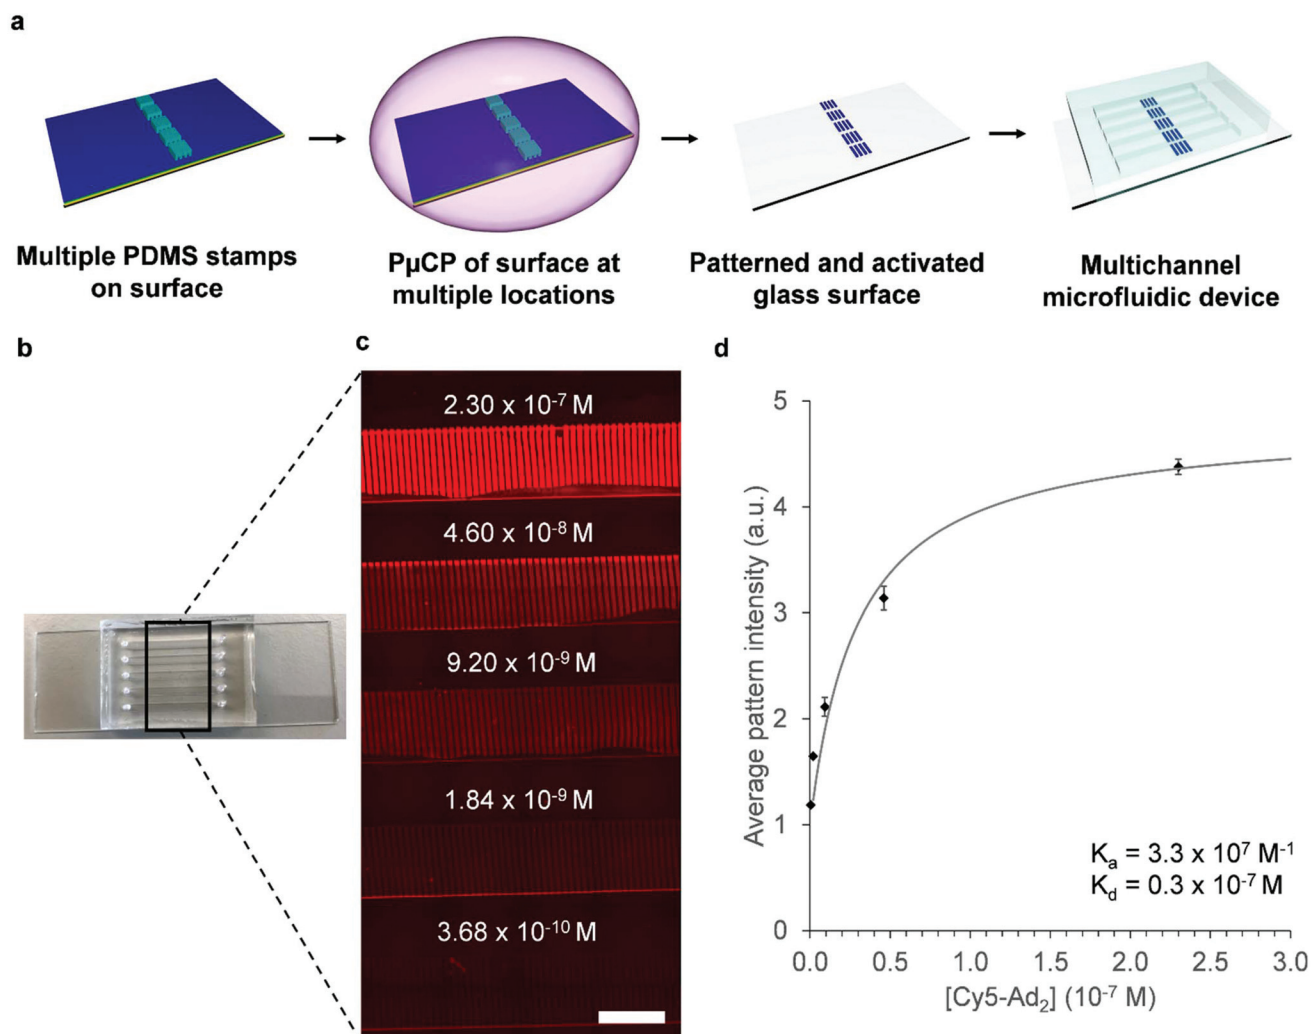 a
Multiple PDMS stamps
on surface
PµCP of surface at
multiple locations
Patterned and activated
glass surface
Multichannel
microfluidic device
b
c
2.30 x 10⁻⁷ M
4.60 x 10⁻⁸ M
9.20 x 10⁻⁹ M
1.84 x 10⁻⁹ M
3.68 x 10⁻¹⁰ M
d
Average pattern intensity (a.u.)
5
4
3
2
1
0
Kₐ = 3.3 x 10⁷ M⁻¹
K_d = 0.3 x 10⁻⁷ M
0.0 0.5 1.0 1.5 2.0 2.5 3.0
[Cy5-Ad₂] (10⁻⁷ M)